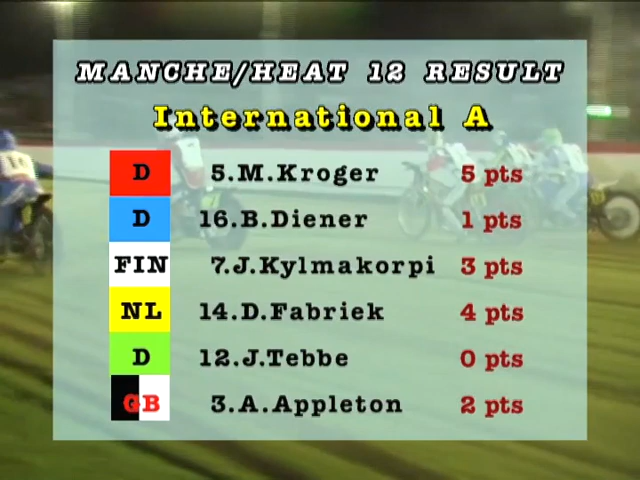 MANCHE/HEAT 12 RESULT
International A
D 5.M.Kroger 5 pts
D 16.B.Diener 1 pts
FIN 7.J.Kylmakorpi 3 pts
NL 14.D.Fabriek 4 pts
D 12.J.Tebbe 0 pts
GB 3.A.Appleton 2 pts